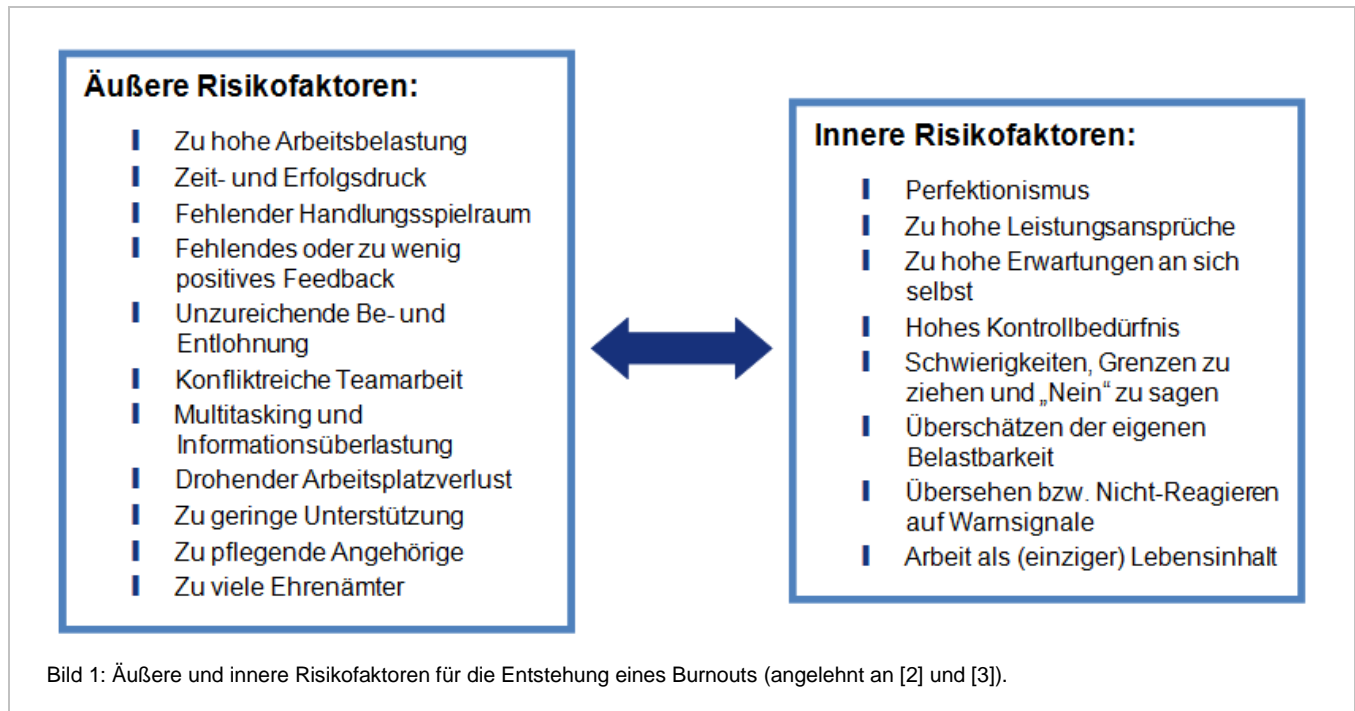 Äußere Risikofaktoren:
Zu hohe Arbeitsbelastung
Zeit- und Erfolgsdruck
Fehlender Handlungsspielraum
Fehlendes oder zu wenig
positives Feedback
Unzureichende Be- und
Entlohnung
Konfliktreiche Teamarbeit
Multitasking und
Informationsüberlastung
Drohender Arbeitsplatzverlust
Zu geringe Unterstützung
Zu pflegende Angehörige
Zu viele Ehrenämter
Innere Risikofaktoren:
Perfektionismus
Zu hohe Leistungsansprüche
Zu hohe Erwartungen an sich
selbst
Hohes Kontrollbedürfnis
Schwierigkeiten, Grenzen zu
ziehen und „Nein“ zu sagen
Überschätzen der eigenen
Belastbarkeit
Übersehen bzw. Nicht-Reagieren
auf Warnsignale
Arbeit als (einziger) Lebensinhalt
Bild 1: Äußere und innere Risikofaktoren für die Entstehung eines Burnouts (angelehnt an [2] und [3]).